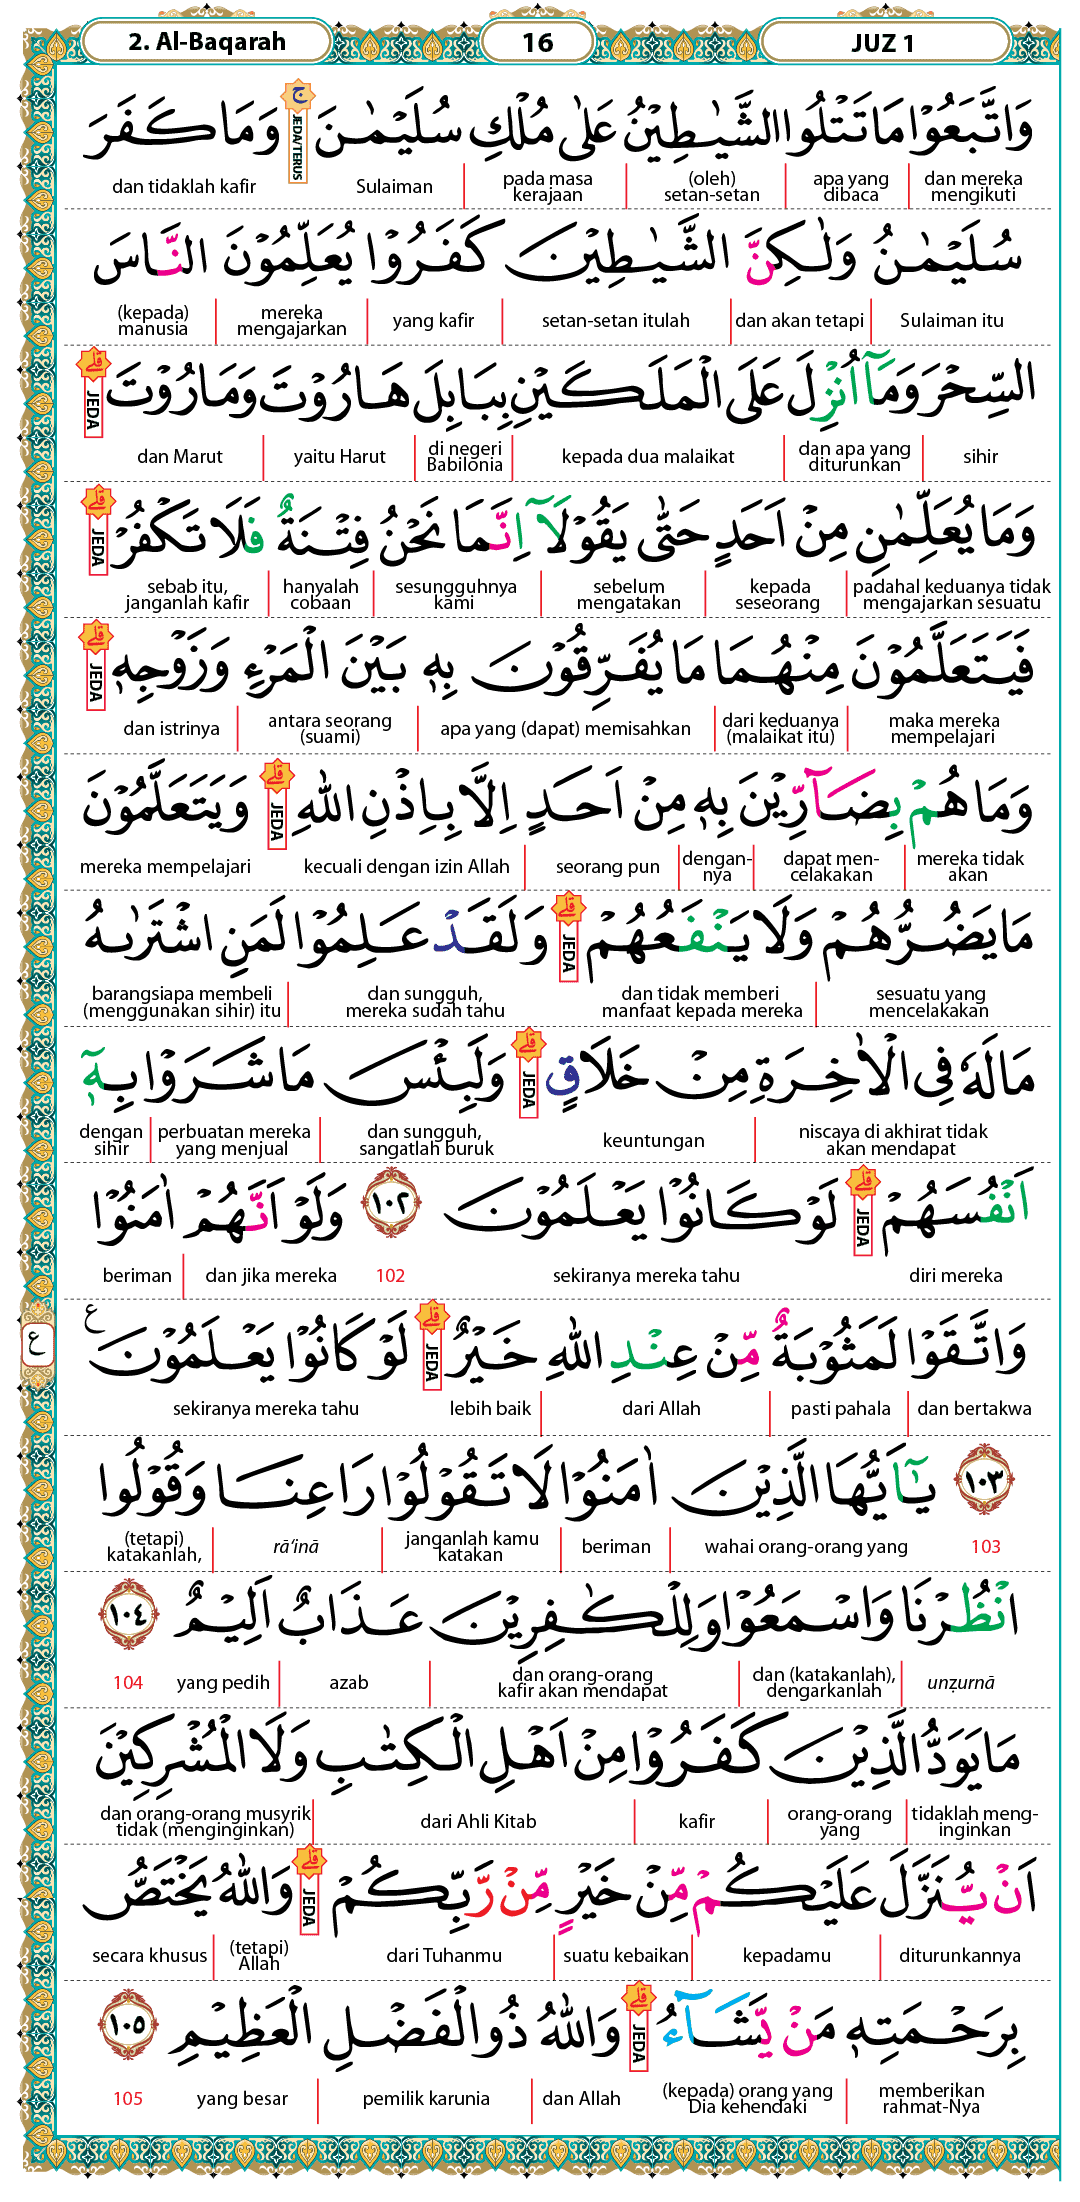 2. Al-Baqarah 16 JUZ 1
وَاتَّبَعُوْا مَا تَتْلُوا الشَّيٰطِيْنُ عَلٰى مُلْكِ سُلَيْمٰنَ ۚ وَمَا كَفَرَ
dan mereka mengikuti | apa yang dibaca | (oleh) setan-setan | pada masa kerajaan | Sulaiman | JEDA/TERUS | dan tidaklah kafir
سُلَيْمٰنُ وَلٰكِنَّ الشَّيٰطِيْنَ كَفَرُوْا يُعَلِّمُوْنَ النَّاسَ
Sulaiman itu | dan akan tetapi | setan-setan itulah | yang kafir | mereka mengajarkan | (kepada) manusia
السِّحْرَ وَمَآ اُنْزِلَ عَلَى الْمَلَكَيْنِ بِبَابِلَ هَارُوْتَ وَمَارُوْتَ ۗ
sihir | dan apa yang diturunkan | kepada dua malaikat | di negeri Babilonia | yaitu Harut | dan Marut | JEDA
وَمَا يُعَلِّمٰنِ مِنْ اَحَدٍ حَتّٰى يَقُوْلَآ اِنَّمَا نَحْنُ فِتْنَةٌ فَلَا تَكْفُرْ ۗ
padahal keduanya tidak mengajarkan sesuatu | kepada seseorang | sebelum mengatakan | sesungguhnya kami | hanyalah cobaan | sebab itu, janganlah kafir | JEDA
فَيَتَعَلَّمُوْنَ مِنْهُمَا مَا يُفَرِّقُوْنَ بِهٖ بَيْنَ الْمَرْءِ وَزَوْجِهٖ ۗ
maka mereka mempelajari | dari keduanya (malaikat itu) | apa yang (dapat) memisahkan | antara seorang (suami) | dan istrinya | JEDA
وَمَا هُمْ بِضَاۤرِّيْنَ بِهٖ مِنْ اَحَدٍ اِلَّا بِاِذْنِ اللّٰهِ ۗ وَيَتَعَلَّمُوْنَ
mereka tidak akan | dapat men-celakakan | dengan-nya | seorang pun | kecuali dengan izin Allah | JEDA | mereka mempelajari
مَا يَضُرُّهُمْ وَلَا يَنْفَعُهُمْ ۗ وَلَقَدْ عَلِمُوْا لَمَنِ اشْتَرٰىهُ
sesuatu yang mencelakakan | dan tidak memberi manfaat kepada mereka | JEDA | dan sungguh, mereka sudah tahu | barangsiapa membeli (menggunakan sihir) itu
مَا لَهٗ فِى الْاٰخِرَةِ مِنْ خَلَاقٍ ۗ وَلَبِئْسَ مَا شَرَوْا بِهٖٓ
niscaya di akhirat tidak akan mendapat | keuntungan | JEDA | dan sungguh, sangatlah buruk | perbuatan mereka yang menjual | dengan sihir
اَنْفُسَهُمْ ۗ لَوْ كَانُوْا يَعْلَمُوْنَ ١٠٢ وَلَوْ اَنَّهُمْ اٰمَنُوْا
diri mereka | JEDA | sekiranya mereka tahu | 102 | dan jika mereka | beriman
وَاتَّقَوْا لَمَثُوْبَةٌ مِّنْ عِنْدِ اللّٰهِ خَيْرٌ ۗ لَوْ كَانُوْا يَعْلَمُوْنَ ع
dan bertakwa | pasti pahala | dari Allah | lebih baik | JEDA | sekiranya mereka tahu
ع
١٠٣ يٰٓاَيُّهَا الَّذِيْنَ اٰمَنُوْا لَا تَقُوْلُوْا رَاعِنَا وَقُوْلُوا
103 | wahai orang-orang yang | beriman | janganlah kamu katakan | rā'inā | (tetapi) katakanlah,
انْظُرْنَا وَاسْمَعُوْا وَلِلْكٰفِرِيْنَ عَذَابٌ اَلِيْمٌ ١٠٤
unẓurnā | dan (katakanlah), dengarkanlah | dan orang-orang kafir akan mendapat | azab | yang pedih | 104
مَا يَوَدُّ الَّذِيْنَ كَفَرُوْا مِنْ اَهْلِ الْكِتٰبِ وَلَا الْمُشْرِكِيْنَ
tidaklah meng-inginkan | orang-orang yang | kafir | dari Ahli Kitab | dan orang-orang musyrik tidak (menginginkan)
اَنْ يُّنَزَّلَ عَلَيْكُمْ مِّنْ خَيْرٍ مِّنْ رَّبِّكُمْ ۗ وَاللّٰهُ يَخْتَصُّ
diturunkannya | kepadamu | suatu kebaikan | dari Tuhanmu | JEDA | (tetapi) Allah | secara khusus
بِرَحْمَتِهٖ مَنْ يَّشَاۤءُ ۗ وَاللّٰهُ ذُو الْفَضْلِ الْعَظِيْمِ ١٠٥
memberikan rahmat-Nya | (kepada) orang yang Dia kehendaki | JEDA | dan Allah | pemilik karunia | yang besar | 105